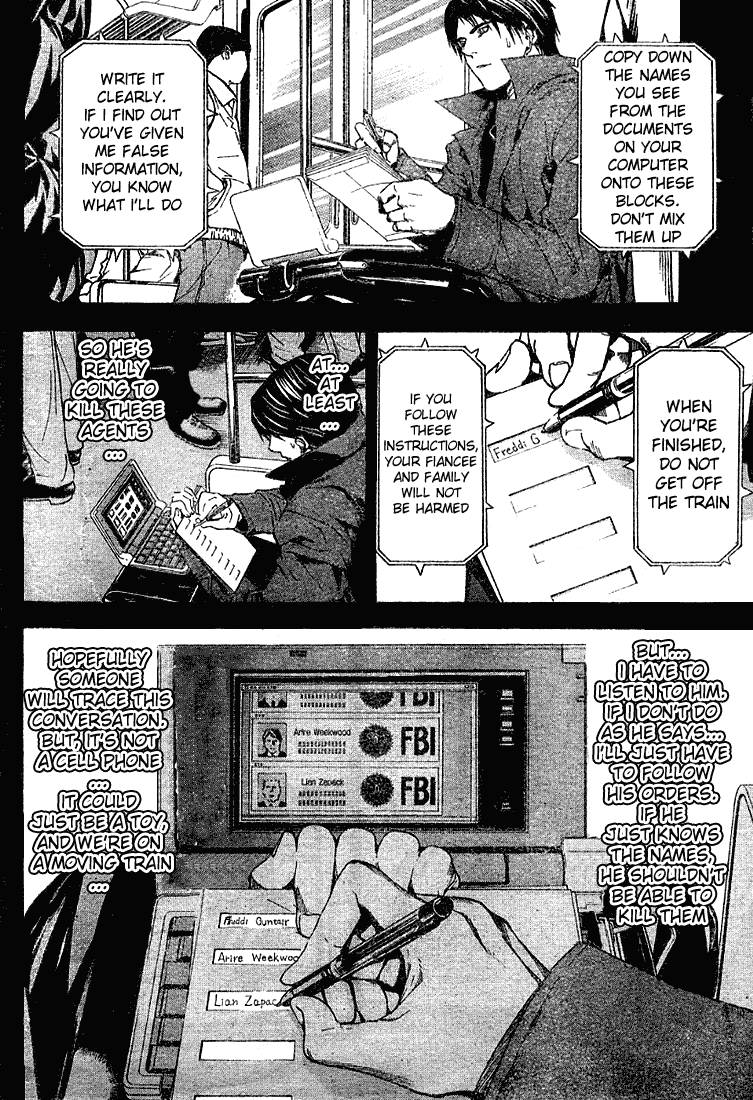 COPY DOWN
THE NAMES
YOU SEE
FROM THE
DOCUMENTS
ON YOUR
COMPUTER
ONTO THESE
BLOCKS.
DON'T MIX
THEM UP
WRITE IT
CLEARLY.
IF I FIND OUT
YOU'VE GIVEN
ME FALSE
INFORMATION,
YOU KNOW
WHAT I'LL DO
WHEN
YOU'RE
FINISHED,
DO NOT
GET OFF
THE TRAIN
Freddi G
IF YOU
FOLLOW
THESE
INSTRUCTIONS,
YOUR FIANCEE
AND FAMILY
WILL NOT
BE HARMED
AT...
AT
LEAST
...
SO HE'S
REALLY
GOING TO
KILL THESE
AGENTS
...
BUT...
I HAVE TO
LISTEN TO HIM.
IF I DON'T DO
AS HE SAYS...
I'LL JUST HAVE
TO FOLLOW
HIS ORDERS.
IF HE
JUST KNOWS
THE NAMES,
HE SHOULDN'T
BE ABLE TO
KILL THEM
Arire Weekwood
FBI
Lian Zapack
FBI
HOPEFULLY
SOMEONE
WILL TRACE THIS
CONVERSATION.
BUT, IT'S NOT
A CELL PHONE
...
IT COULD
JUST BE A TOY,
AND WE'RE ON
A MOVING TRAIN
...
Freddi Guntair
Arire Weekwoo
Lian Zapac